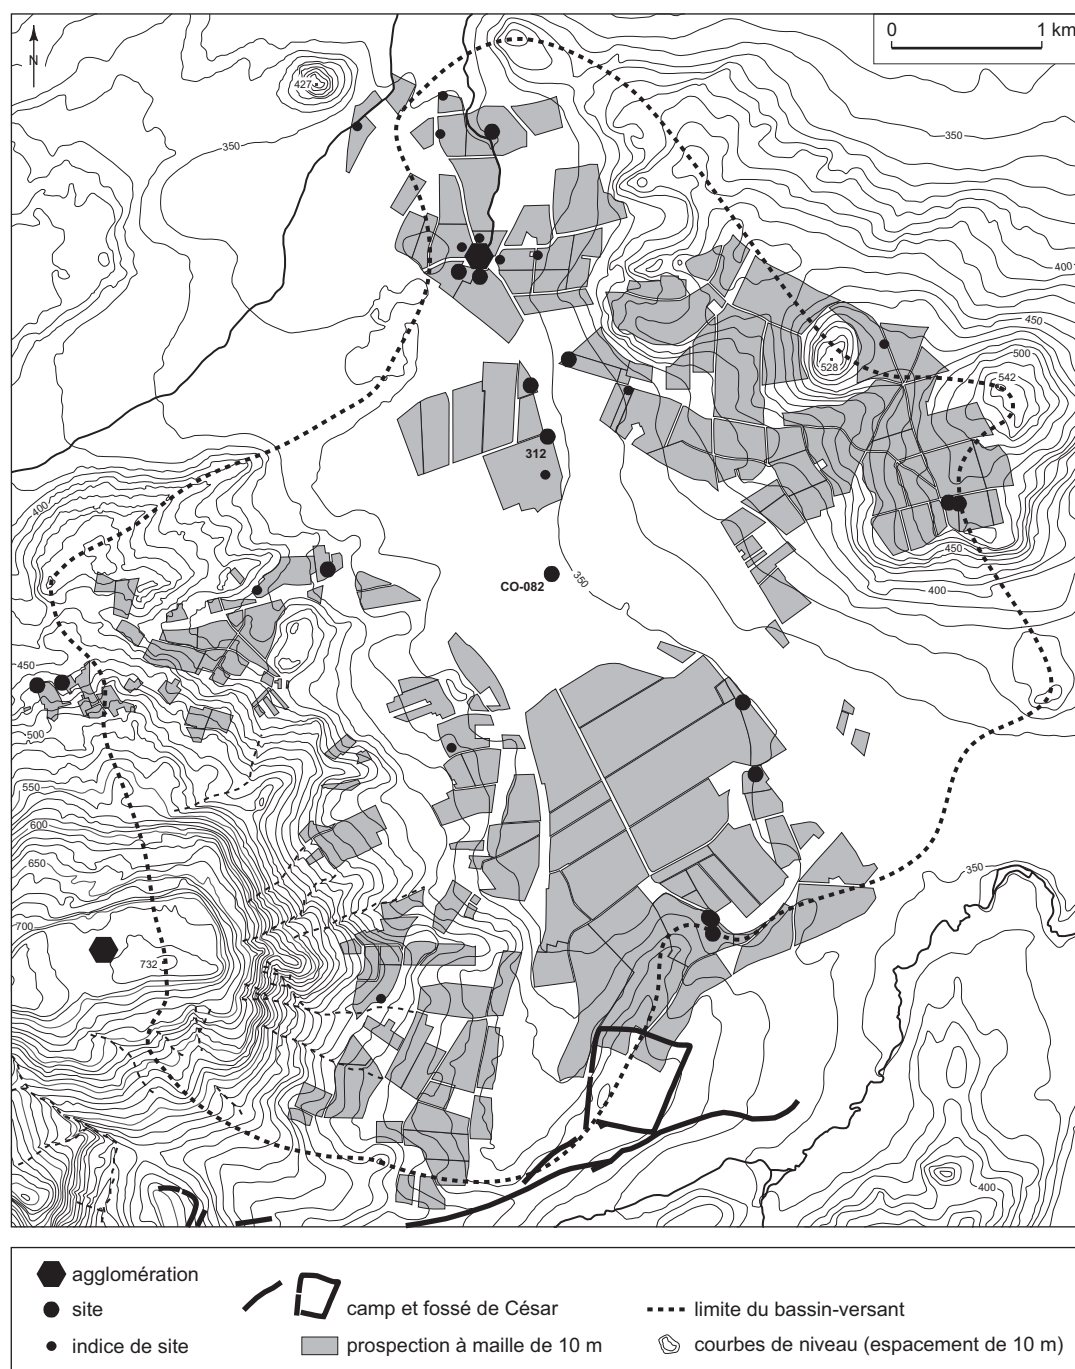 0 1 km
N
427
350
350
400
450
500
542
528
312
400
450
CO-082
350
400
450
500
550
600
650
350
700
732
400
agglomération
site
indice de site
camp et fossé de César
prospection à maille de 10 m
limite du bassin-versant
courbes de niveau (espacement de 10 m)